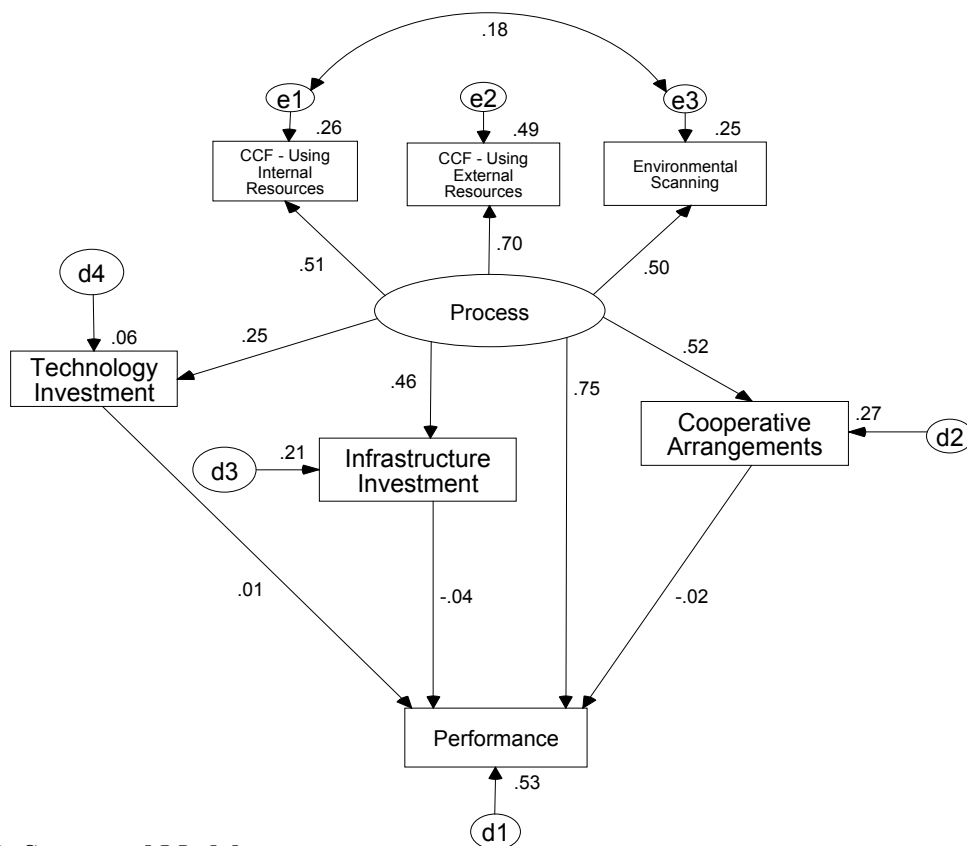 .18
e1
e2
e3
.26
.49
.25
CCF - Using
Internal
Resources
CCF - Using
External
Resources
Environmental
Scanning
.51
.70
.50
d4
Process
.06
.25
.52
Technology
Investment
.46
.75
Cooperative
Arrangements
.27
d2
d3
.21
Infrastructure
Investment
.01
-.04
-.02
Performance
.53
d1